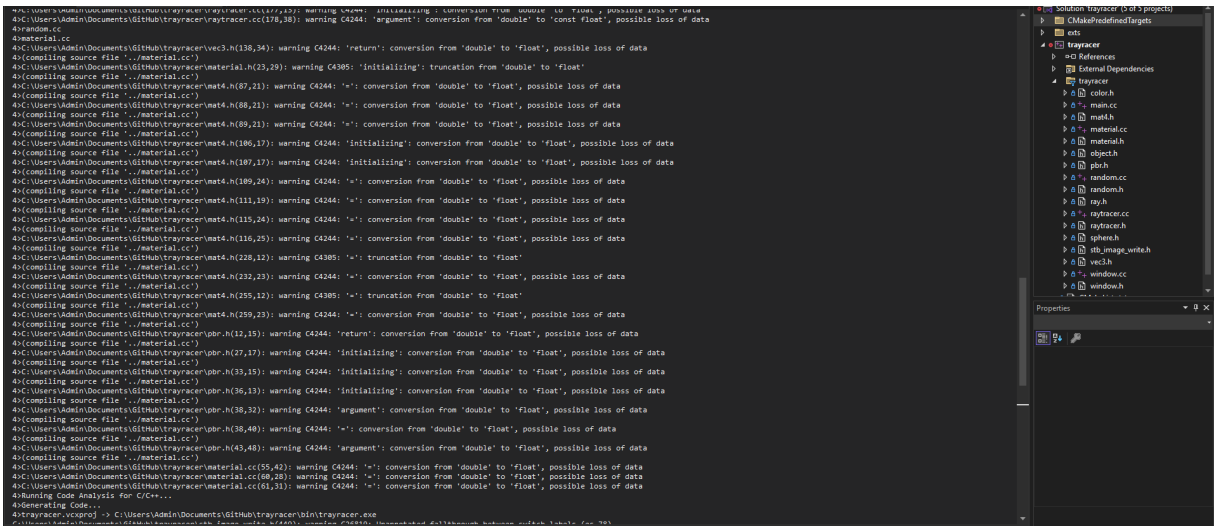 4>C:\Users\Admin\Documents\GitHub\trayracer\raytracer.cc(177,15): warning C4244: 'initializing': conversion from 'double' to 'float', possible loss of data
4>C:\Users\Admin\Documents\GitHub\trayracer\raytracer.cc(178,38): warning C4244: 'argument': conversion from 'double' to 'const float', possible loss of data
4>random.cc
4>material.cc
4>C:\Users\Admin\Documents\GitHub\trayracer\vec3.h(138,34): warning C4244: 'return': conversion from 'double' to 'float', possible loss of data
4>(compiling source file '../material.cc')
4>C:\Users\Admin\Documents\GitHub\trayracer\material.h(23,29): warning C4305: 'initializing': truncation from 'double' to 'float'
4>(compiling source file '../material.cc')
4>C:\Users\Admin\Documents\GitHub\trayracer\mat4.h(87,21): warning C4244: '=': conversion from 'double' to 'float', possible loss of data
4>(compiling source file '../material.cc')
4>C:\Users\Admin\Documents\GitHub\trayracer\mat4.h(88,21): warning C4244: '=': conversion from 'double' to 'float', possible loss of data
4>(compiling source file '../material.cc')
4>C:\Users\Admin\Documents\GitHub\trayracer\mat4.h(89,21): warning C4244: '=': conversion from 'double' to 'float', possible loss of data
4>(compiling source file '../material.cc')
4>C:\Users\Admin\Documents\GitHub\trayracer\mat4.h(106,17): warning C4244: 'initializing': conversion from 'double' to 'float', possible loss of data
4>(compiling source file '../material.cc')
4>C:\Users\Admin\Documents\GitHub\trayracer\mat4.h(107,17): warning C4244: 'initializing': conversion from 'double' to 'float', possible loss of data
4>(compiling source file '../material.cc')
4>C:\Users\Admin\Documents\GitHub\trayracer\mat4.h(109,24): warning C4244: '=': conversion from 'double' to 'float', possible loss of data
4>(compiling source file '../material.cc')
4>C:\Users\Admin\Documents\GitHub\trayracer\mat4.h(111,19): warning C4244: '=': conversion from 'double' to 'float', possible loss of data
4>(compiling source file '../material.cc')
4>C:\Users\Admin\Documents\GitHub\trayracer\mat4.h(115,24): warning C4244: '=': conversion from 'double' to 'float', possible loss of data
4>(compiling source file '../material.cc')
4>C:\Users\Admin\Documents\GitHub\trayracer\mat4.h(116,25): warning C4244: '=': conversion from 'double' to 'float', possible loss of data
4>(compiling source file '../material.cc')
4>C:\Users\Admin\Documents\GitHub\trayracer\mat4.h(228,12): warning C4305: '=': truncation from 'double' to 'float'
4>(compiling source file '../material.cc')
4>C:\Users\Admin\Documents\GitHub\trayracer\mat4.h(232,23): warning C4244: '=': conversion from 'double' to 'float', possible loss of data
4>(compiling source file '../material.cc')
4>C:\Users\Admin\Documents\GitHub\trayracer\mat4.h(255,12): warning C4305: '=': truncation from 'double' to 'float'
4>(compiling source file '../material.cc')
4>C:\Users\Admin\Documents\GitHub\trayracer\mat4.h(259,23): warning C4244: '=': conversion from 'double' to 'float', possible loss of data
4>(compiling source file '../material.cc')
4>C:\Users\Admin\Documents\GitHub\trayracer\pbr.h(12,15): warning C4244: 'return': conversion from 'double' to 'float', possible loss of data
4>(compiling source file '../material.cc')
4>C:\Users\Admin\Documents\GitHub\trayracer\pbr.h(27,17): warning C4244: 'initializing': conversion from 'double' to 'float', possible loss of data
4>(compiling source file '../material.cc')
4>C:\Users\Admin\Documents\GitHub\trayracer\pbr.h(33,15): warning C4244: 'initializing': conversion from 'double' to 'float', possible loss of data
4>(compiling source file '../material.cc')
4>C:\Users\Admin\Documents\GitHub\trayracer\pbr.h(36,13): warning C4244: 'initializing': conversion from 'double' to 'float', possible loss of data
4>(compiling source file '../material.cc')
4>C:\Users\Admin\Documents\GitHub\trayracer\pbr.h(38,32): warning C4244: 'argument': conversion from 'double' to 'float', possible loss of data
4>(compiling source file '../material.cc')
4>C:\Users\Admin\Documents\GitHub\trayracer\pbr.h(38,40): warning C4244: '=': conversion from 'double' to 'float', possible loss of data
4>(compiling source file '../material.cc')
4>C:\Users\Admin\Documents\GitHub\trayracer\pbr.h(43,48): warning C4244: 'argument': conversion from 'double' to 'float', possible loss of data
4>(compiling source file '../material.cc')
4>C:\Users\Admin\Documents\GitHub\trayracer\material.cc(55,42): warning C4244: '=': conversion from 'double' to 'float', possible loss of data
4>C:\Users\Admin\Documents\GitHub\trayracer\material.cc(60,28): warning C4244: '=': conversion from 'double' to 'float', possible loss of data
4>C:\Users\Admin\Documents\GitHub\trayracer\material.cc(61,31): warning C4244: '=': conversion from 'double' to 'float', possible loss of data
4>Running Code Analysis for C/C++...
4>Generating Code...
4>trayracer.vcxproj -> C:\Users\Admin\Documents\GitHub\trayracer\bin\trayracer.exe
Solution 'trayracer' (5 of 5 projects)
CMakePredefinedTargets
exts
trayracer
References
External Dependencies
trayracer
color.h
main.cc
mat4.h
material.cc
material.h
object.h
pbr.h
random.cc
random.h
ray.h
raytracer.cc
raytracer.h
sphere.h
stb_image_write.h
vec3.h
window.cc
window.h
Properties